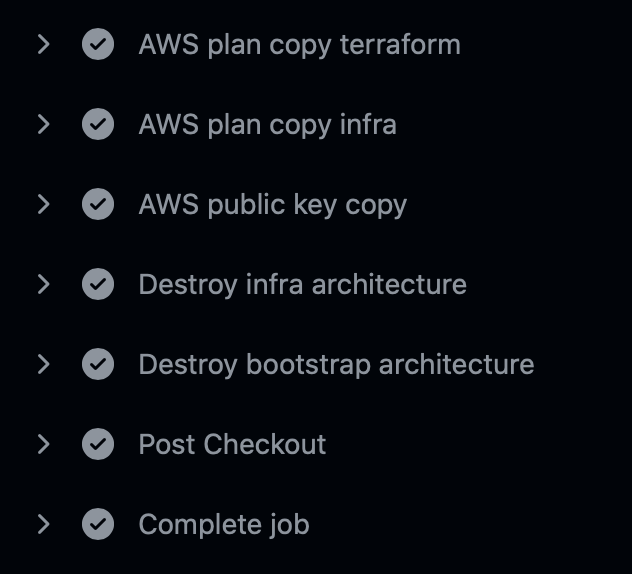 AWS plan copy terraform
AWS plan copy infra
AWS public key copy
Destroy infra architecture
Destroy bootstrap architecture
Post Checkout
Complete job